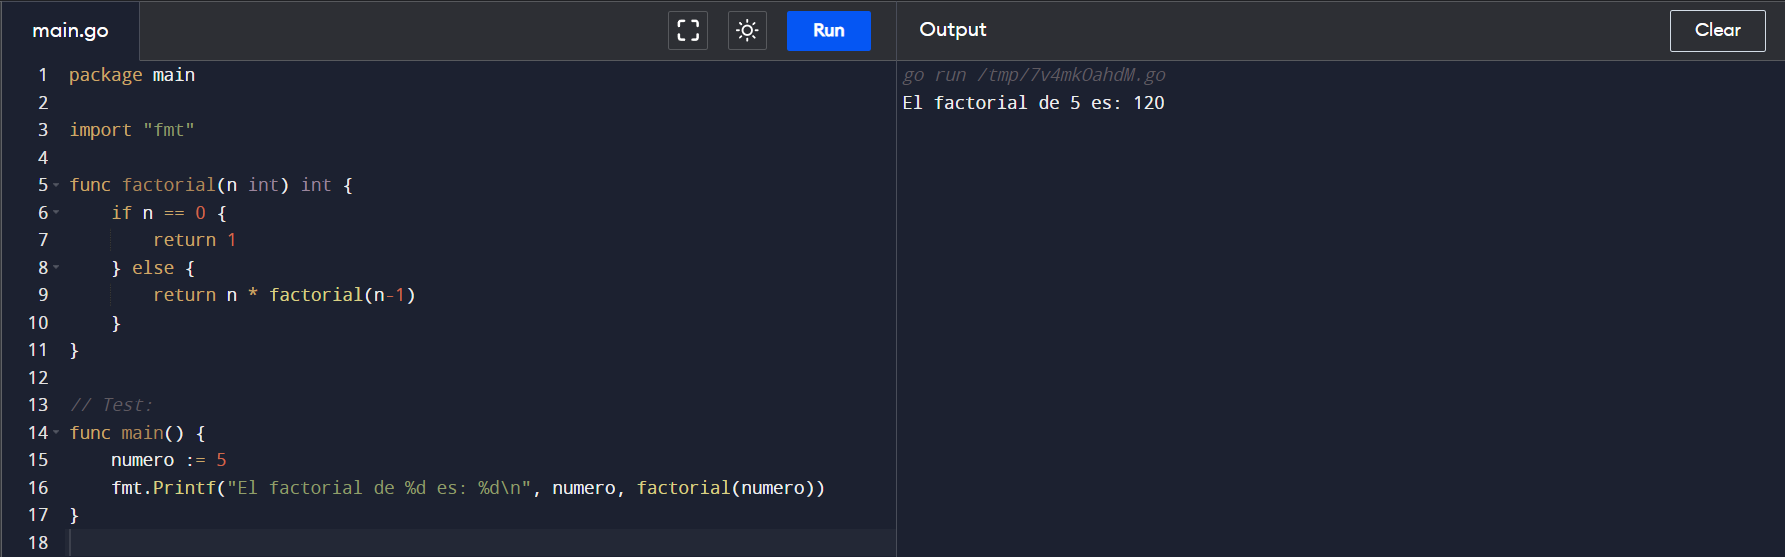 main.go
Run
Output
Clear
1 package main
2
3 import "fmt"
4
5 func factorial(n int) int {
6     if n == 0 {
7         return 1
8     } else {
9         return n * factorial(n-1)
10     }
11 }
12
13 // Test:
14 func main() {
15     numero := 5
16     fmt.Printf("El factorial de %d es: %d\n", numero, factorial(numero))
17 }
18
go run /tmp/7v4mkOahdM.go
El factorial de 5 es: 120